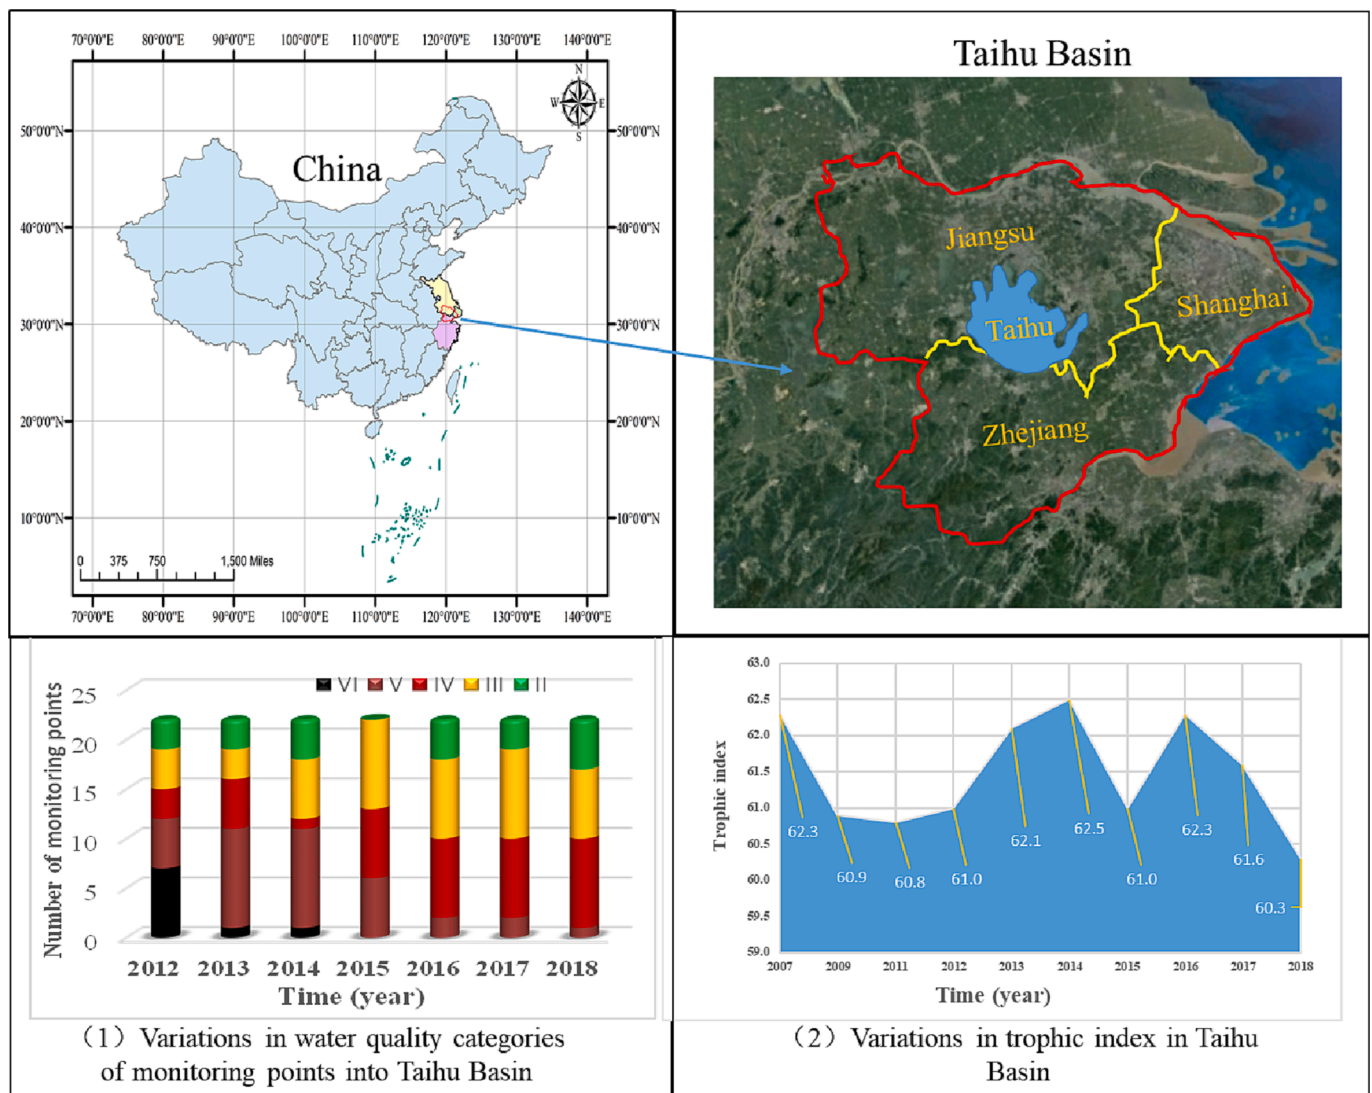 70°0'0"E 80°0'0"E 90°0'0"E 100°0'0"E 110°0'0"E 120°0'0"E 130°0'0"E 140°0'0"E
N
W E
S
50°0'0"N 50°0'0"N
China
40°0'0"N 40°0'0"N
30°0'0"N 30°0'0"N
20°0'0"N 20°0'0"N
10°0'0"N 10°0'0"N
0 375 750 1,500 Miles
70°0'0"E 80°0'0"E 90°0'0"E 100°0'0"E 110°0'0"E 120°0'0"E 130°0'0"E 140°0'0"E
Taihu Basin
Jiangsu
Shanghai
Taihu
Zhejiang
VI V IV III II
Number of monitoring points
25
20
15
10
5
0
2012 2013 2014 2015 2016 2017 2018
Time (year)
（1）Variations in water quality categories
of monitoring points into Taihu Basin
Trophic index
63.0
62.5
62.0
61.5
61.0
60.5
60.0
59.5
59.0
62.3 60.9 60.8 61.0 62.1 62.5 61.0 62.3 61.6 60.3
2007 2009 2011 2012 2013 2014 2015 2016 2017 2018
Time (year)
（2）Variations in trophic index in Taihu
Basin